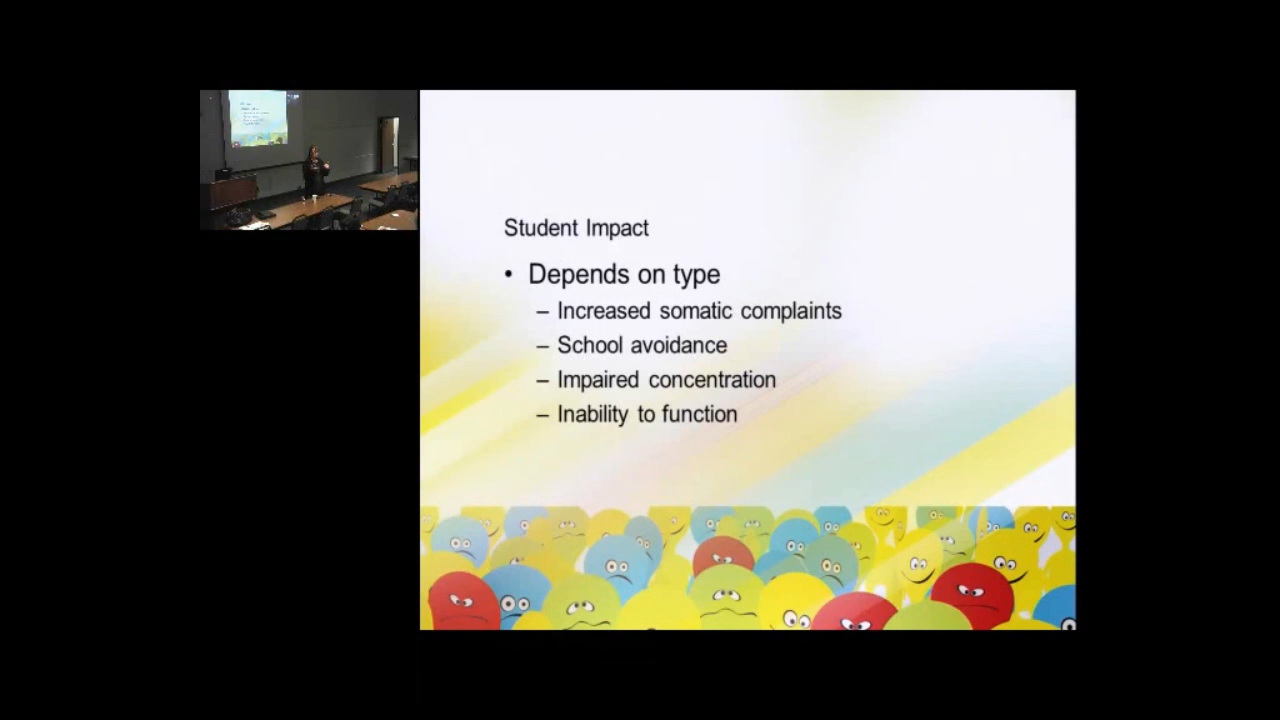 Student Impact
• Depends on type
– Increased somatic complaints
– School avoidance
– Impaired concentration
– Inability to function